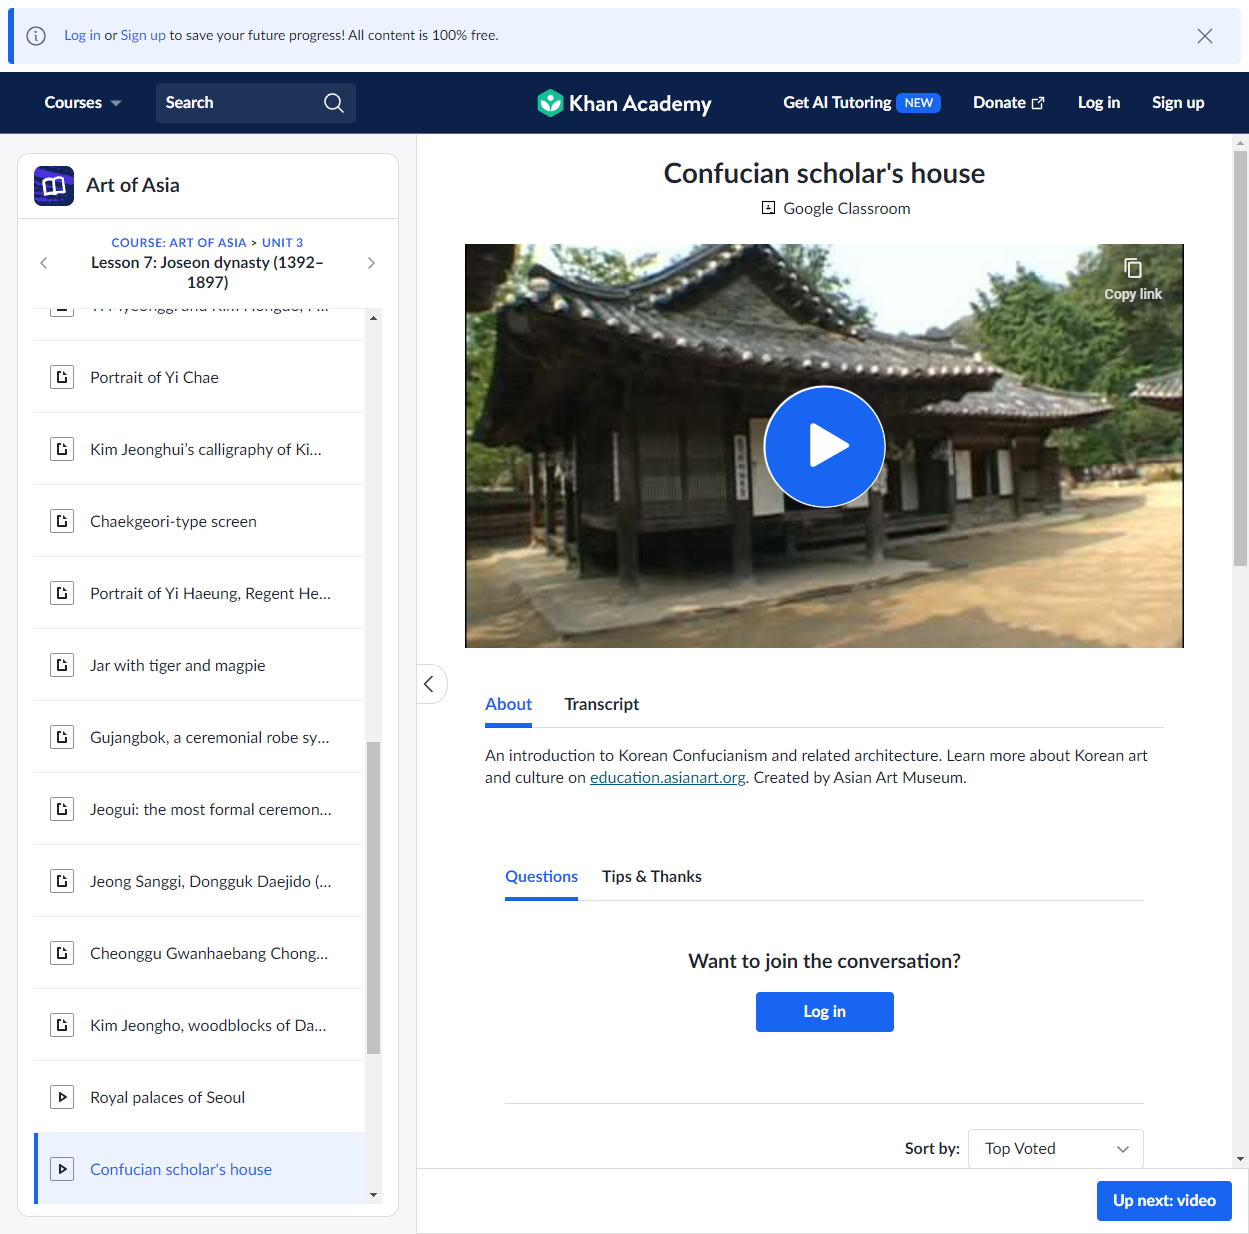 Log in or Sign up to save your future progress! All content is 100% free.
Courses
Search
Khan Academy
Get AI Tutoring NEW
Donate
Log in
Sign up
Art of Asia
COURSE: ART OF ASIA > UNIT 3
Lesson 7: Joseon dynasty (1392–
1897)
Portrait of Yi Chae
Kim Jeonghui’s calligraphy of Ki...
Chaekgeori-type screen
Portrait of Yi Haeung, Regent He...
Jar with tiger and magpie
Gujangbok, a ceremonial robe sy...
Jeogui: the most formal ceremon...
Jeong Sanggi, Dongguk Daejido (...
Cheonggu Gwanhaebang Chong...
Kim Jeongho, woodblocks of Da...
Royal palaces of Seoul
Confucian scholar's house
Confucian scholar's house
Google Classroom
Copy link
About
Transcript
An introduction to Korean Confucianism and related architecture. Learn more about Korean art
and culture on education.asianart.org. Created by Asian Art Museum.
Questions
Tips & Thanks
Want to join the conversation?
Log in
Sort by:
Top Voted
Up next: video